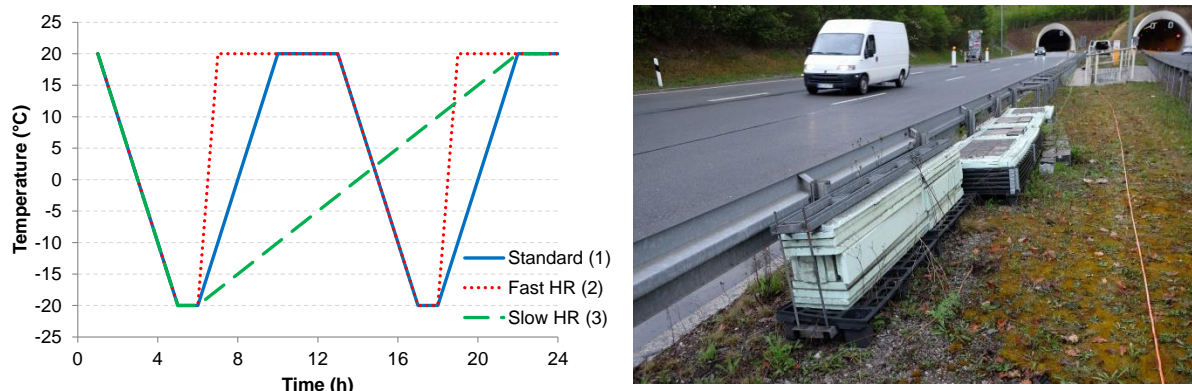 25
20
15
10
5
0
-5
-10
-15
-20
-25
Temperature (°C)
Standard (1)
Fast HR (2)
Slow HR (3)
0 4 8 12 16 20 24
Time (h)